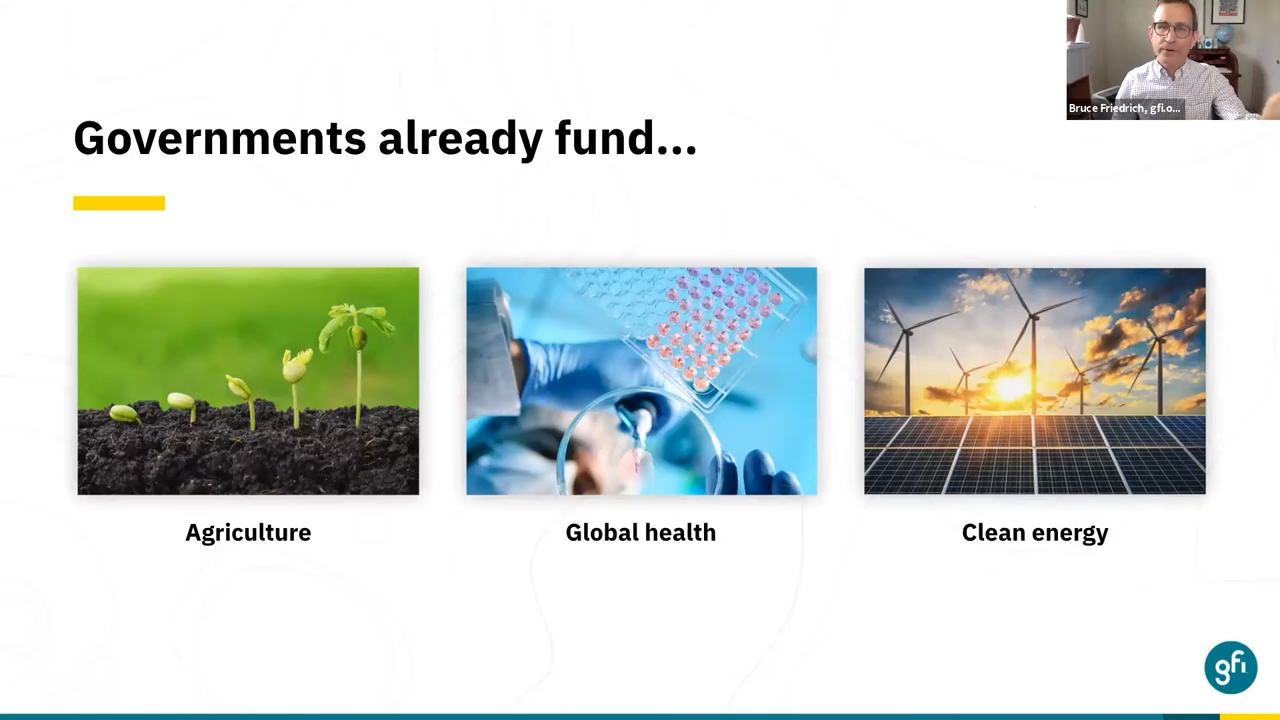 Governments already fund...
Bruce Friedrich, gfi.o...
Agriculture
Global health
Clean energy
gfi